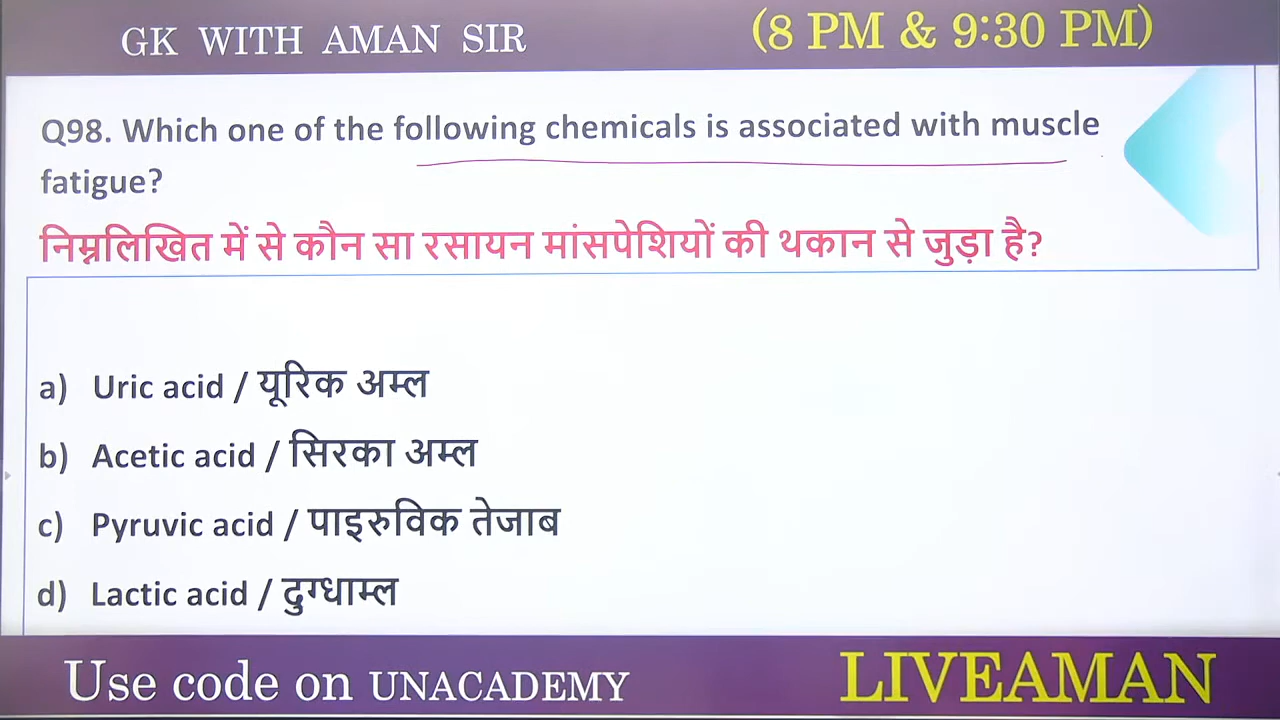 GK WITH AMAN SIR
(8 PM & 9:30 PM)
Q98. Which one of the following chemicals is associated with muscle
fatigue?
निम्नलिखित में से कौन सा रसायन मांसपेशियों की थकान से जुड़ा है?
a) Uric acid / यूरिक अम्ल
b) Acetic acid / सिरका अम्ल
c) Pyruvic acid / पाइरुविक तेजाब
d) Lactic acid / दुग्धाम्ल
Use code on UNACADEMY
LIVEAMAN